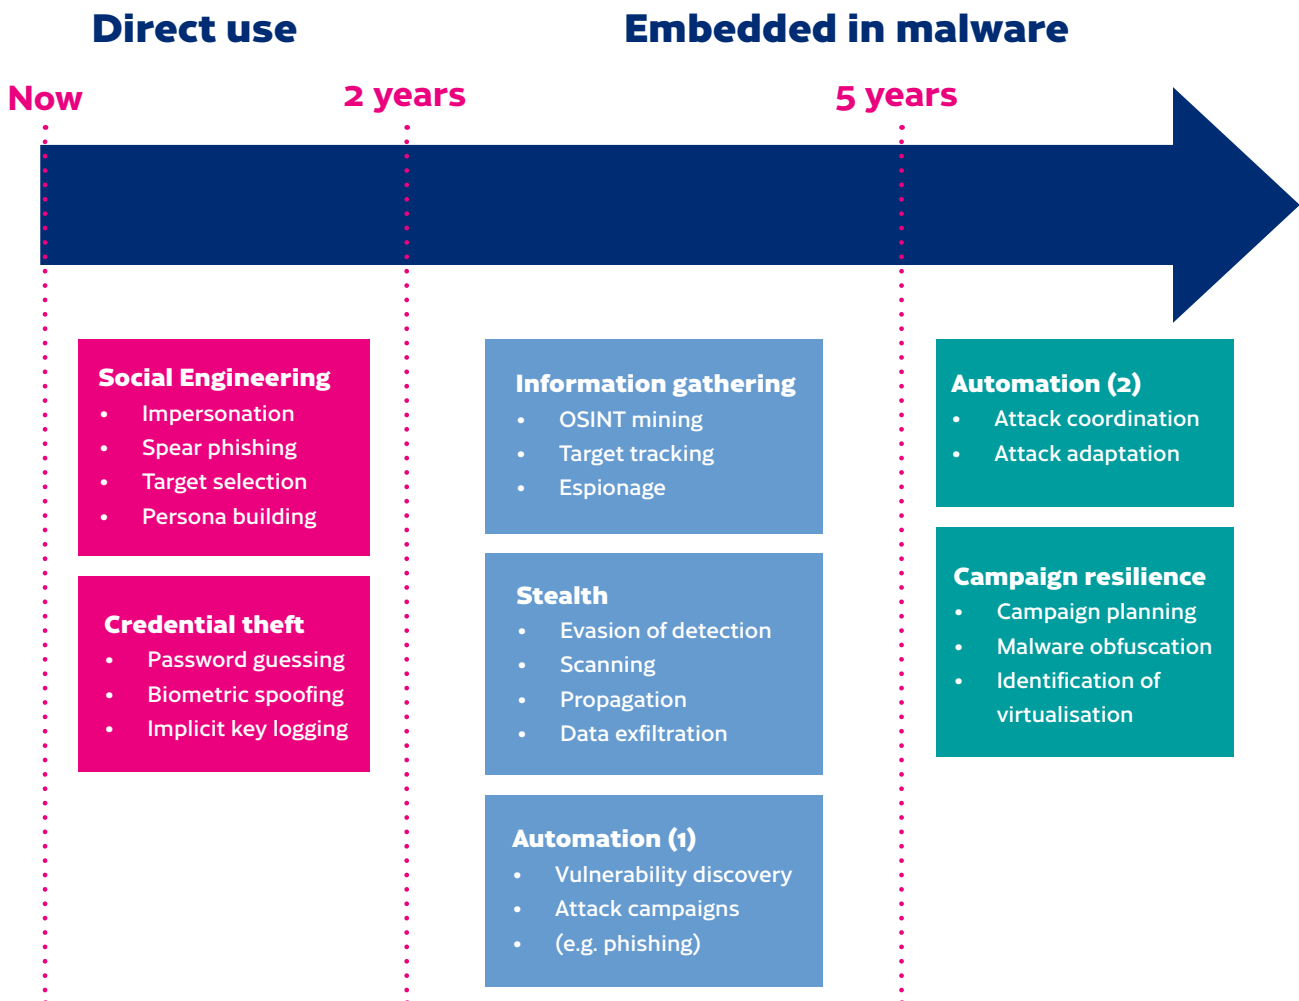 Direct use
Embedded in malware
Now
2 years
5 years
Social Engineering
• Impersonation
• Spear phishing
• Target selection
• Persona building
Credential theft
• Password guessing
• Biometric spoofing
• Implicit key logging
Information gathering
• OSINT mining
• Target tracking
• Espionage
Stealth
• Evasion of detection
• Scanning
• Propagation
• Data exfiltration
Automation (1)
• Vulnerability discovery
• Attack campaigns
• (e.g. phishing)
Automation (2)
• Attack coordination
• Attack adaptation
Campaign resilience
• Campaign planning
• Malware obfuscation
• Identification of
virtualisation